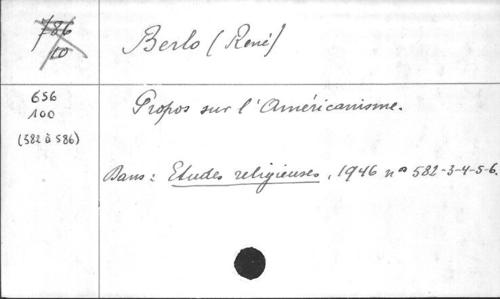 786
10
Berlo (René)
656
100
(582 à 586)
Propos sur l'Américanisme.
Dans: Etudes religieuses, 1946 nos 582-3-4-5-6.